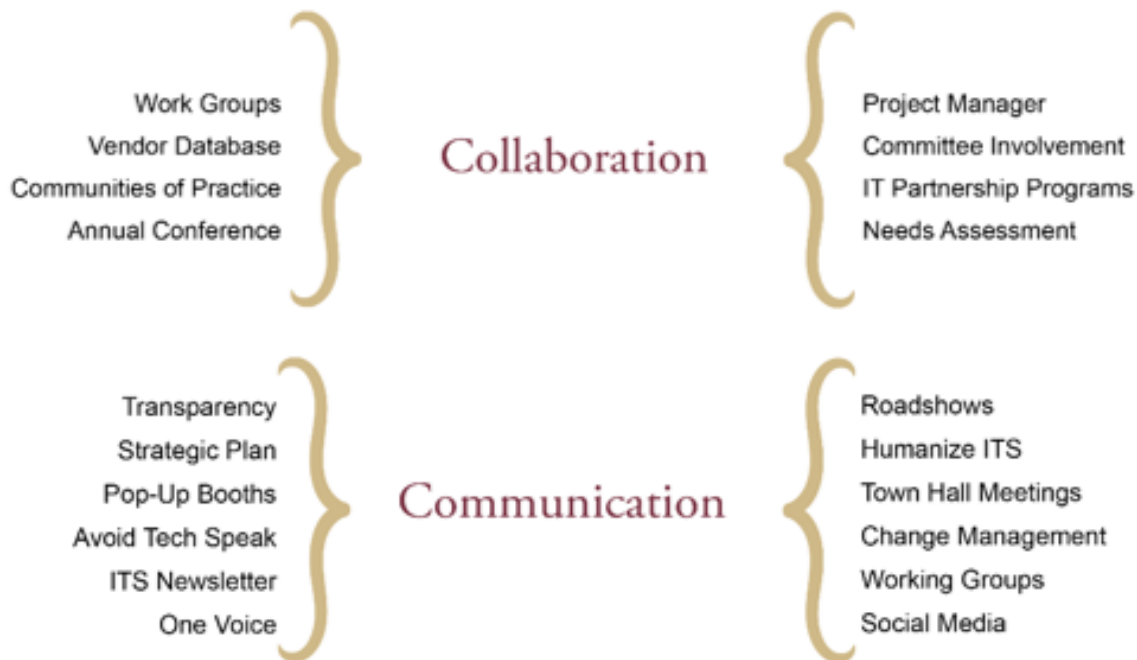 Work Groups
Vendor Database
Communities of Practice
Annual Conference
Collaboration
Project Manager
Committee Involvement
IT Partnership Programs
Needs Assessment
Transparency
Strategic Plan
Pop-Up Booths
Avoid Tech Speak
ITS Newsletter
One Voice
Communication
Roadshows
Humanize ITS
Town Hall Meetings
Change Management
Working Groups
Social Media